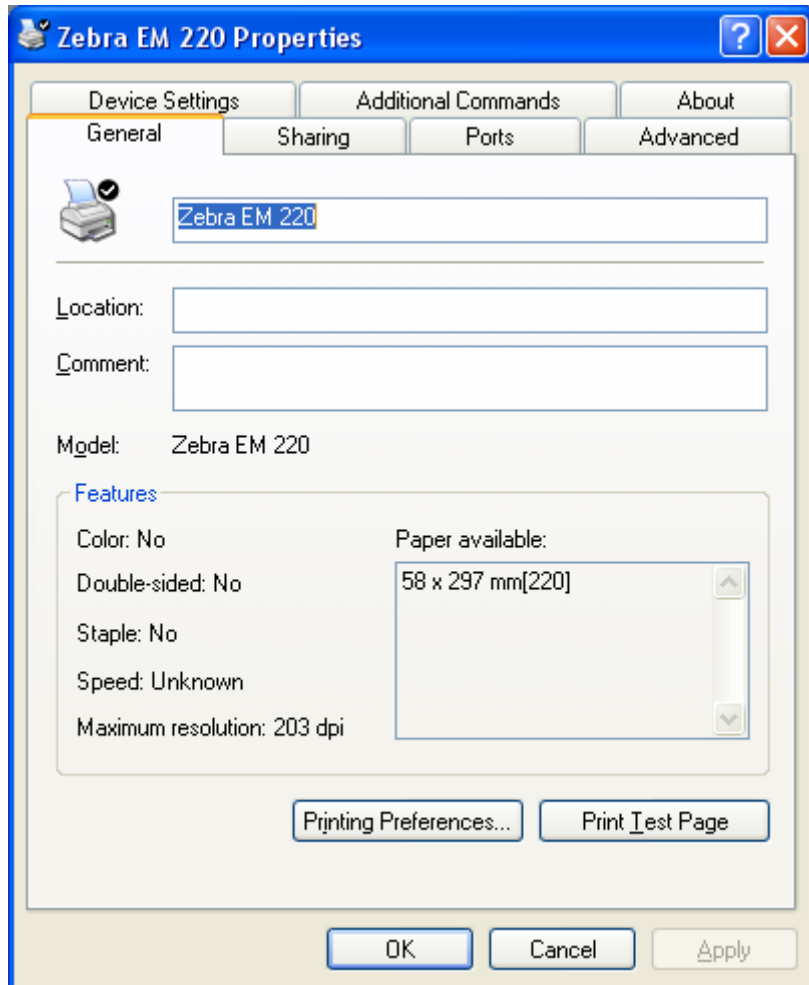 Zebra EM 220 Properties
Device Settings
Additional Commands
About
General
Sharing
Ports
Advanced
Zebra EM 220
Location:
Comment:
Model: Zebra EM 220
Features
Color: No
Double-sided: No
Staple: No
Speed: Unknown
Maximum resolution: 203 dpi
Paper available:
58 x 297 mm[220]
Printing Preferences...
Print Test Page
OK
Cancel
Apply